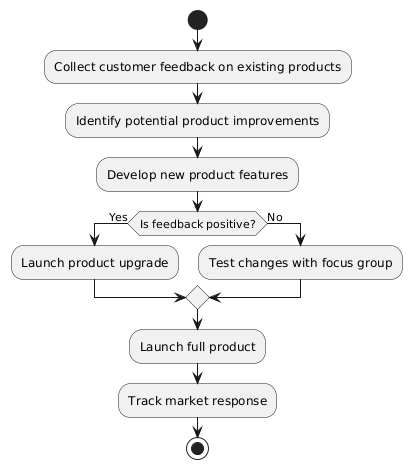 Collect customer feedback on existing products
Identify potential product improvements
Develop new product features
Yes
Is feedback positive?
No
Launch product upgrade
Test changes with focus group
Launch full product
Track market response